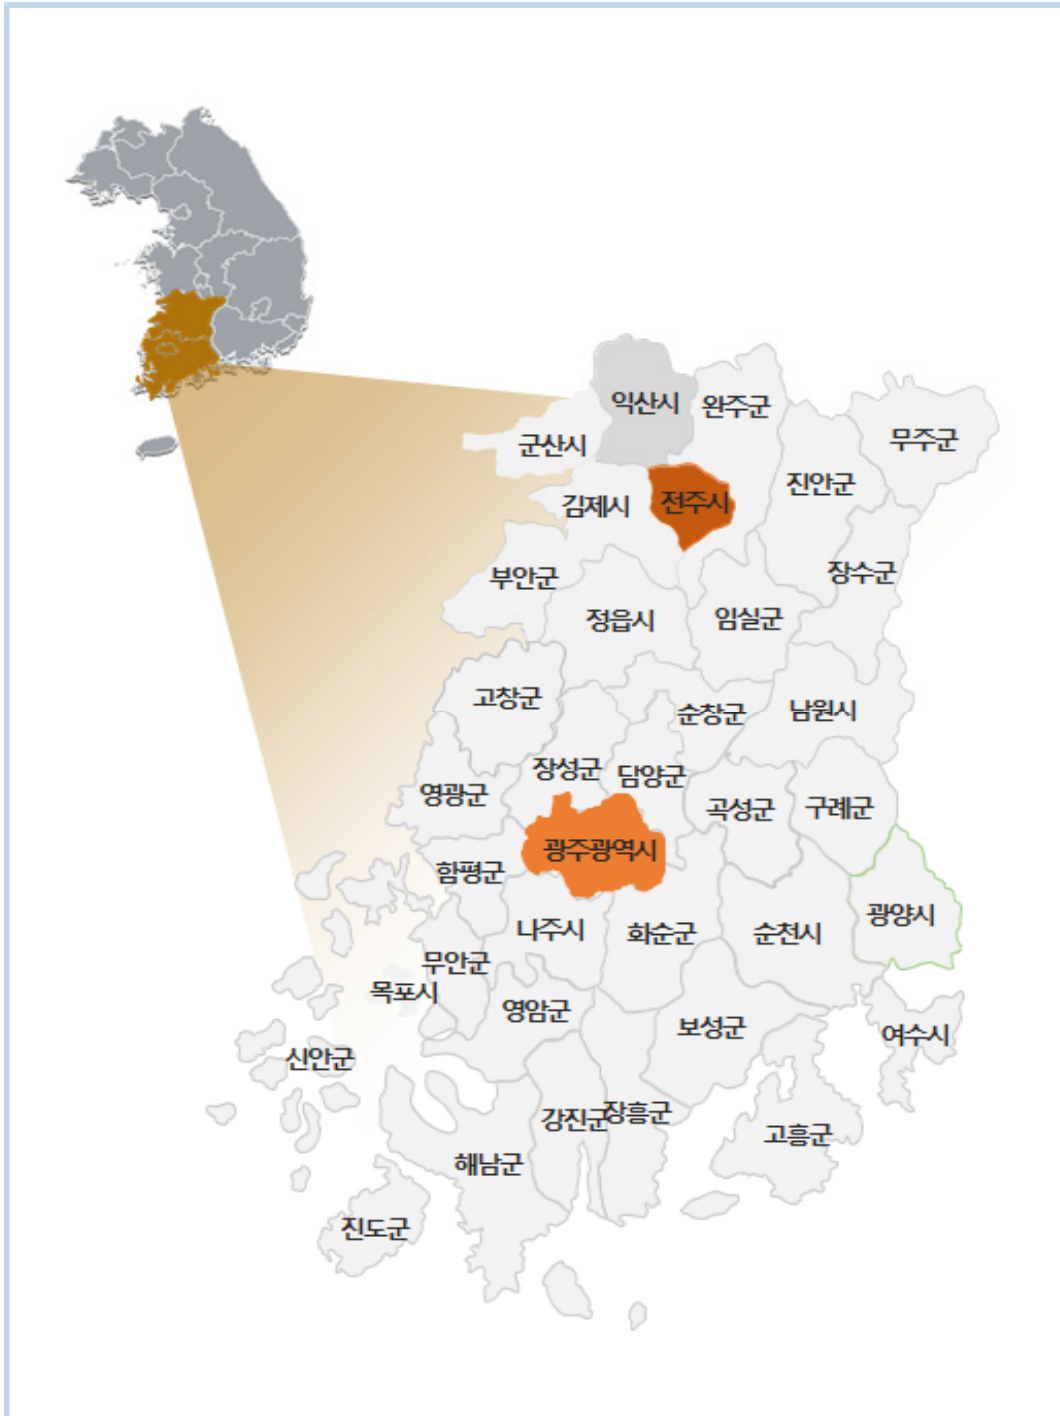 익산시
완주군
무주군
군산시
진안군
김제시
전주시
장수군
부안군
정읍시
임실군
고창군
순창군
남원시
장성군
담양군
영광군
곡성군
구례군
광주광역시
함평군
광양시
나주시
화순군
순천시
무안군
목포시
영암군
보성군
여수시
신안군
강진군
장흥군
고흥군
해남군
진도군